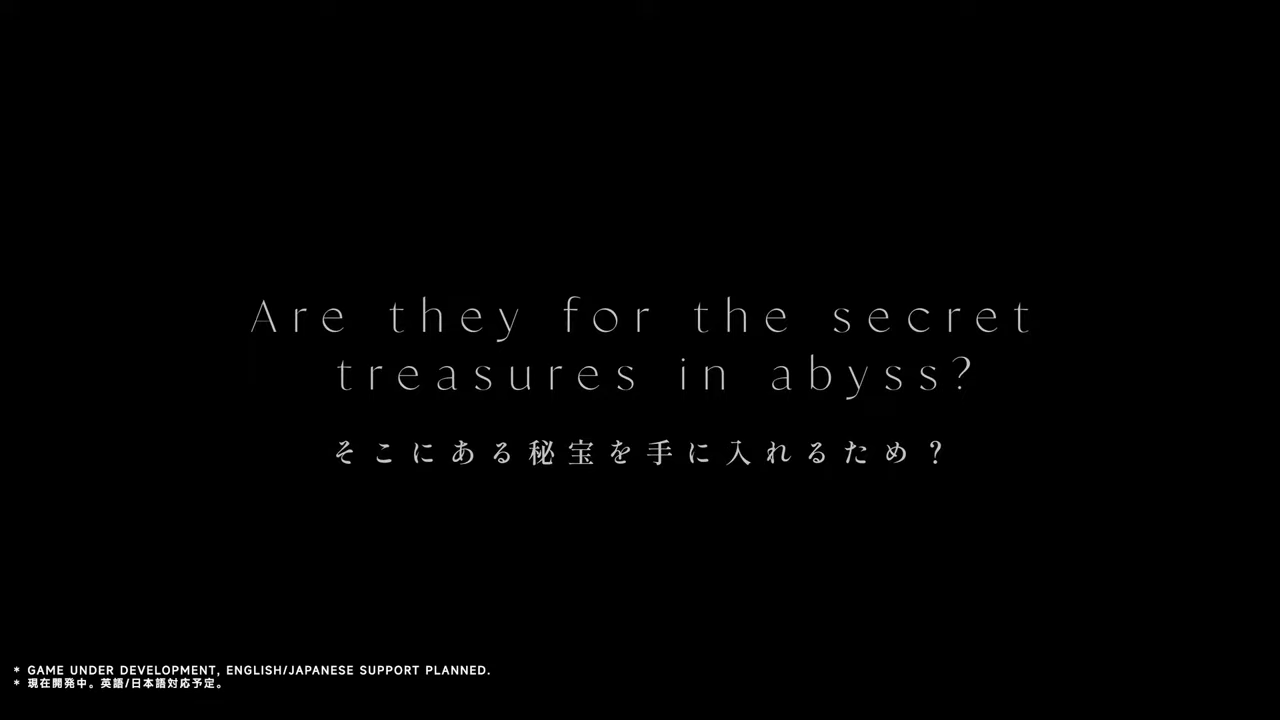 Are they for the secret
treasures in abyss?
そこにある秘宝を手に入れるため？
* GAME UNDER DEVELOPMENT, ENGLISH/JAPANESE SUPPORT PLANNED.
* 現在開発中。英語/日本語対応予定。